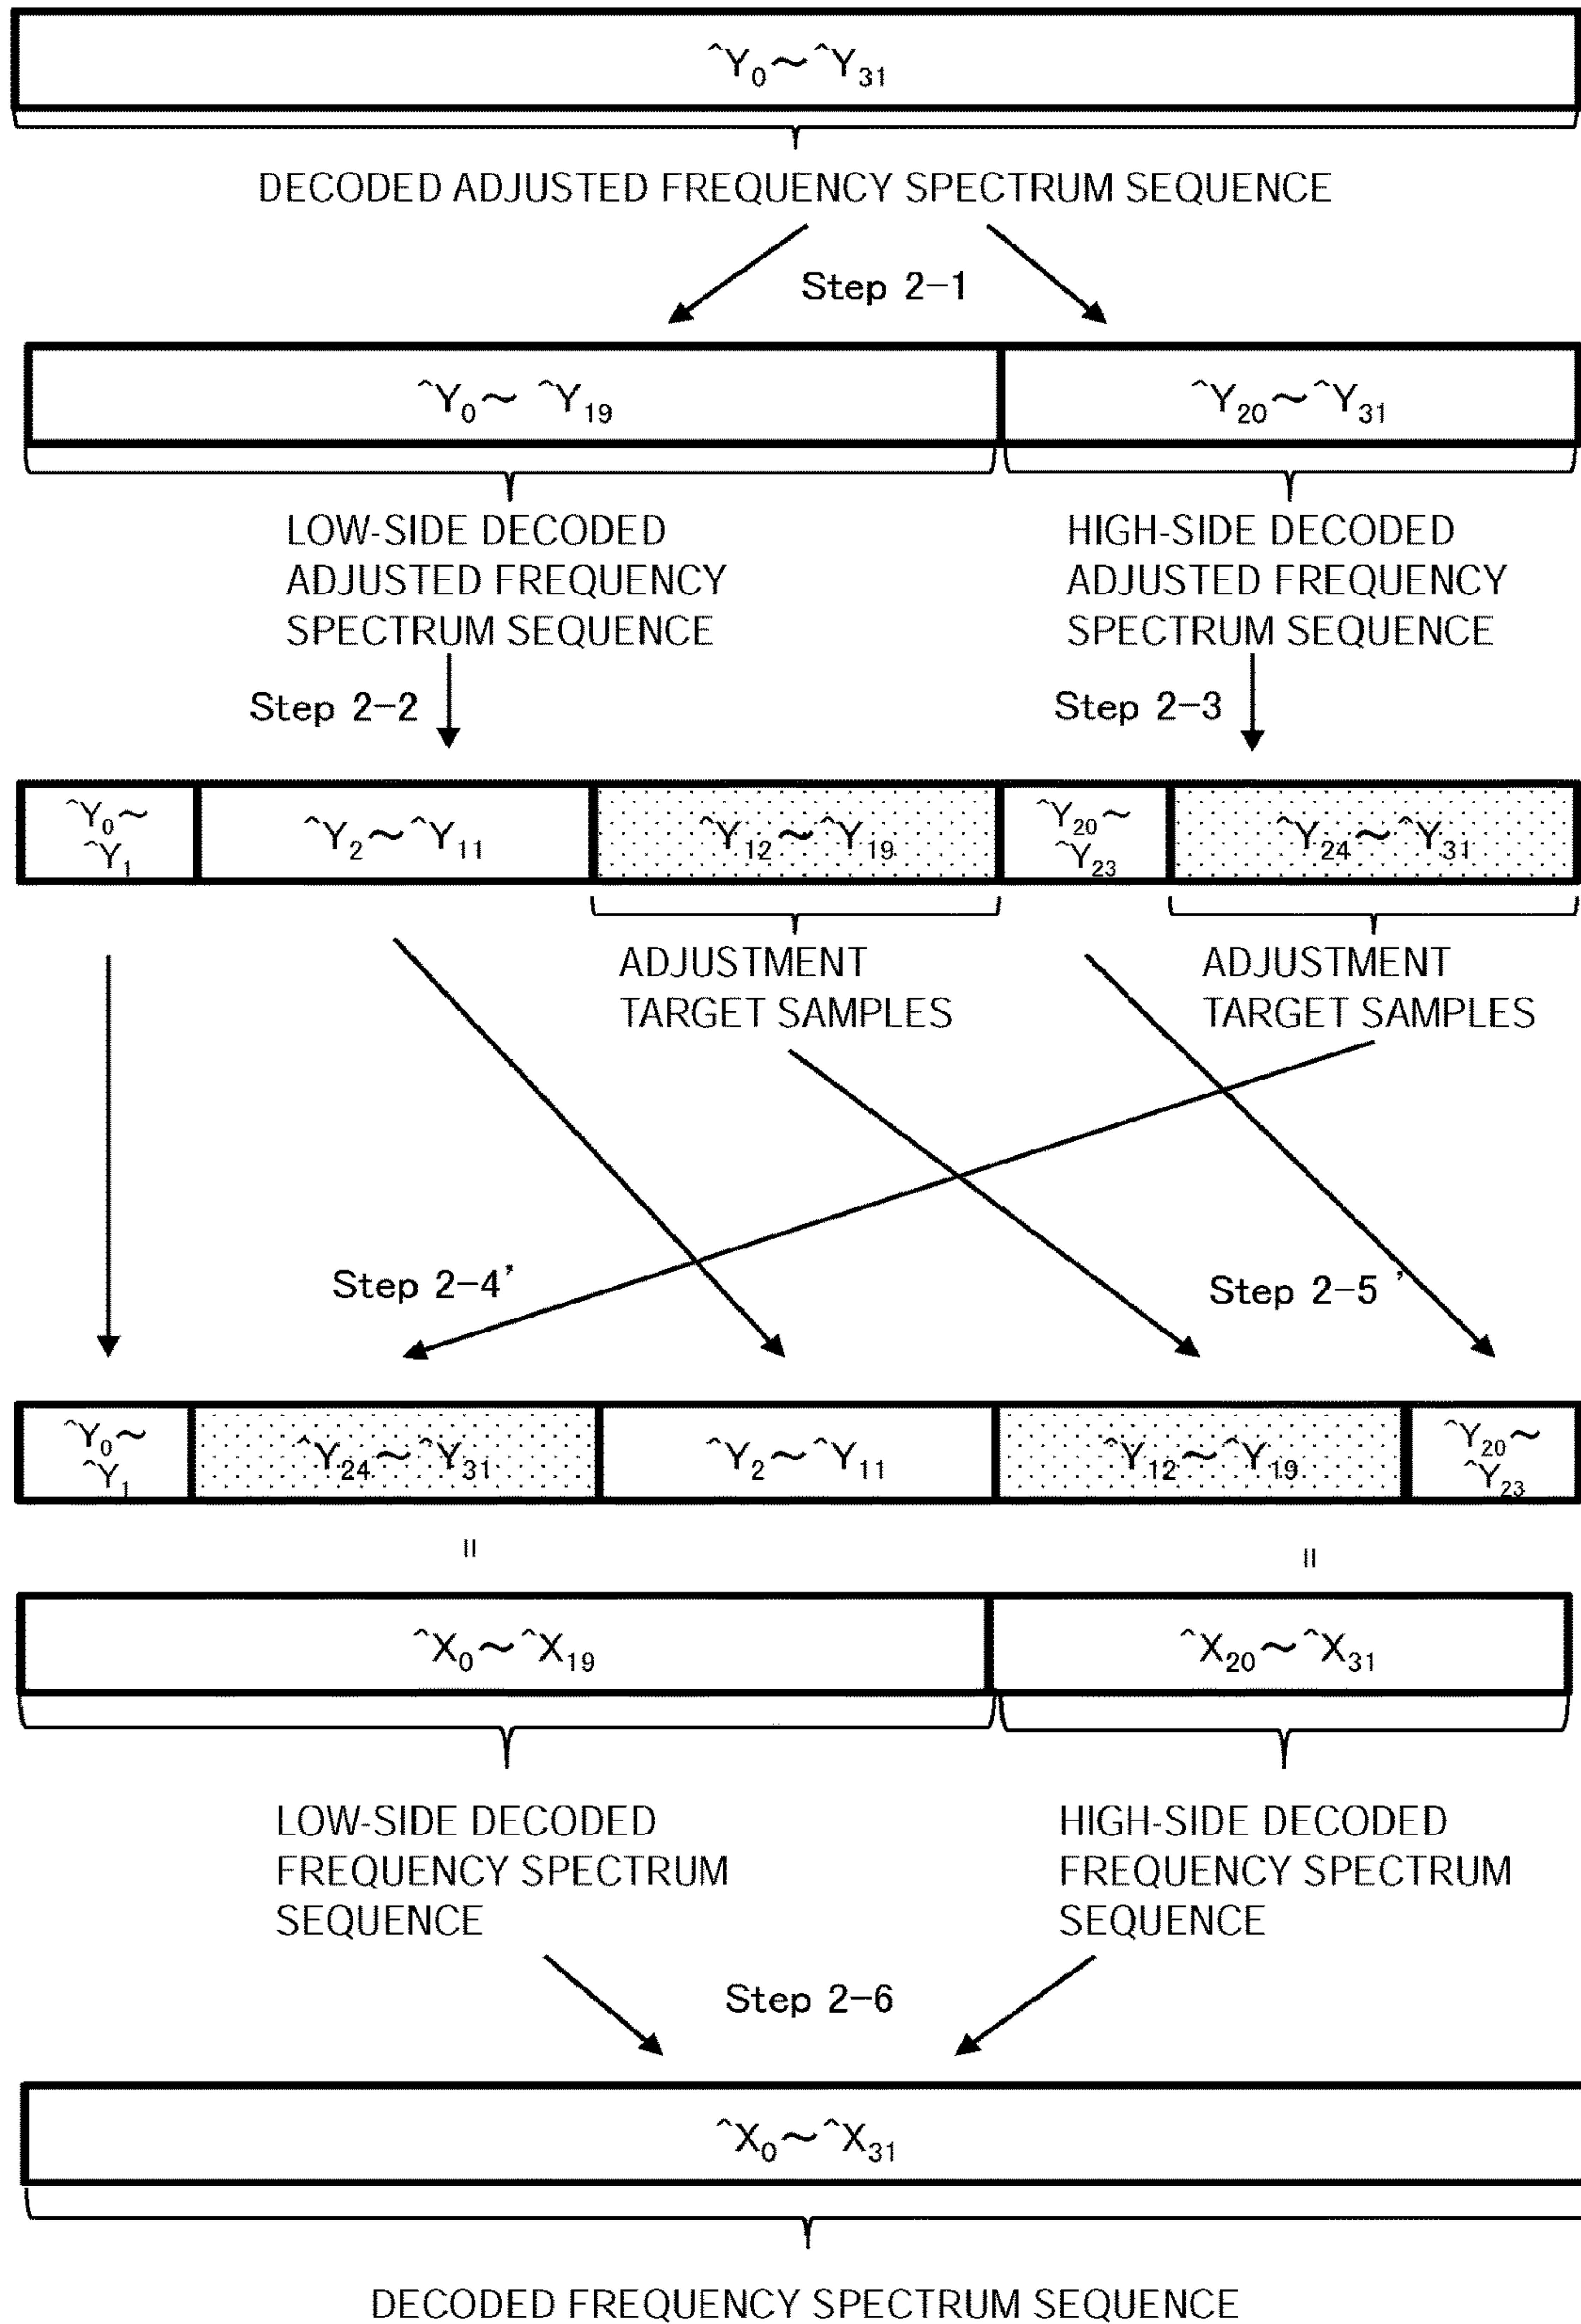 ^Y0～^Y31
DECODED ADJUSTED FREQUENCY SPECTRUM SEQUENCE
Step 2-1
^Y0～ ^Y19
^Y20～^Y31
LOW-SIDE DECODED
ADJUSTED FREQUENCY
SPECTRUM SEQUENCE
HIGH-SIDE DECODED
ADJUSTED FREQUENCY
SPECTRUM SEQUENCE
Step 2-2
Step 2-3
^Y0～
^Y1
^Y2～^Y11
^Y12～^Y19
^Y20～
^Y23
^Y24～^Y31
ADJUSTMENT
TARGET SAMPLES
ADJUSTMENT
TARGET SAMPLES
Step 2-4'
Step 2-5'
^Y0～
^Y1
^Y24～^Y31
^Y2～^Y11
^Y12～^Y19
^Y20～
^Y23
=
=
^X0～^X19
^X20～^X31
LOW-SIDE DECODED
FREQUENCY SPECTRUM
SEQUENCE
HIGH-SIDE DECODED
FREQUENCY SPECTRUM
SEQUENCE
Step 2-6
^X0～^X31
DECODED FREQUENCY SPECTRUM SEQUENCE